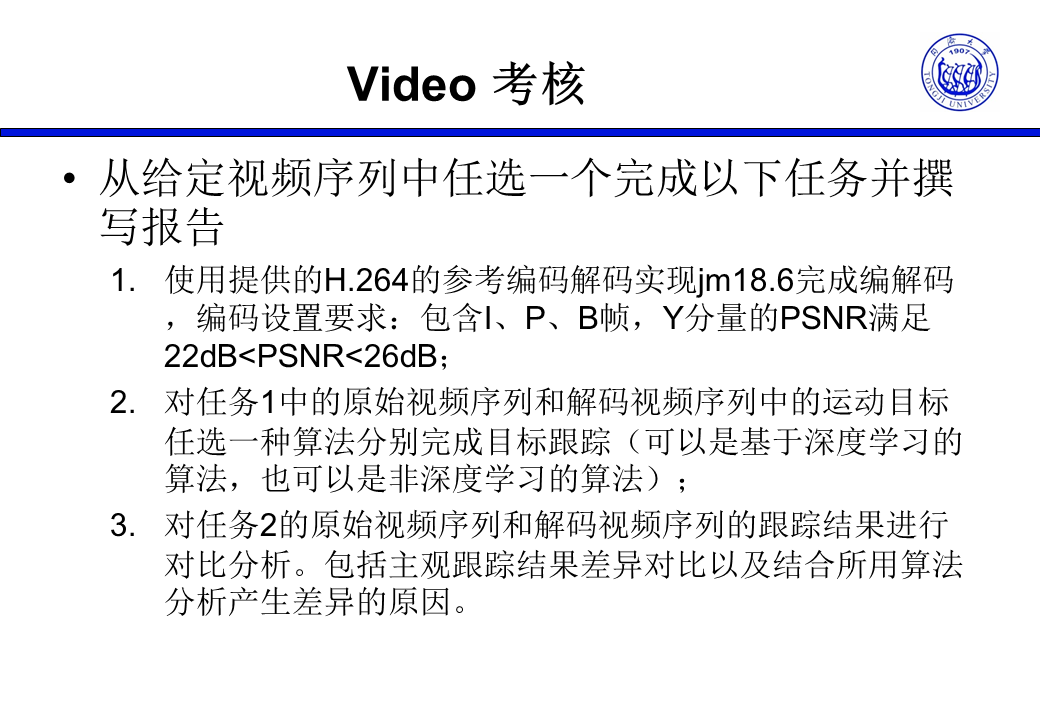 Video 考核
同济大学
1907
TONGJI UNIVERSITY
• 从给定视频序列中任选一个完成以下任务并撰
写报告
1. 使用提供的H.264的参考编码解码实现jm18.6完成编解码
，编码设置要求：包含I、P、B帧，Y分量的PSNR满足
22dB<PSNR<26dB；
2. 对任务1中的原始视频序列和解码视频序列中的运动目标
任选一种算法分别完成目标跟踪（可以是基于深度学习的
算法，也可以是非深度学习的算法）；
3. 对任务2的原始视频序列和解码视频序列的跟踪结果进行
对比分析。包括主观跟踪结果差异对比以及结合所用算法
分析产生差异的原因。